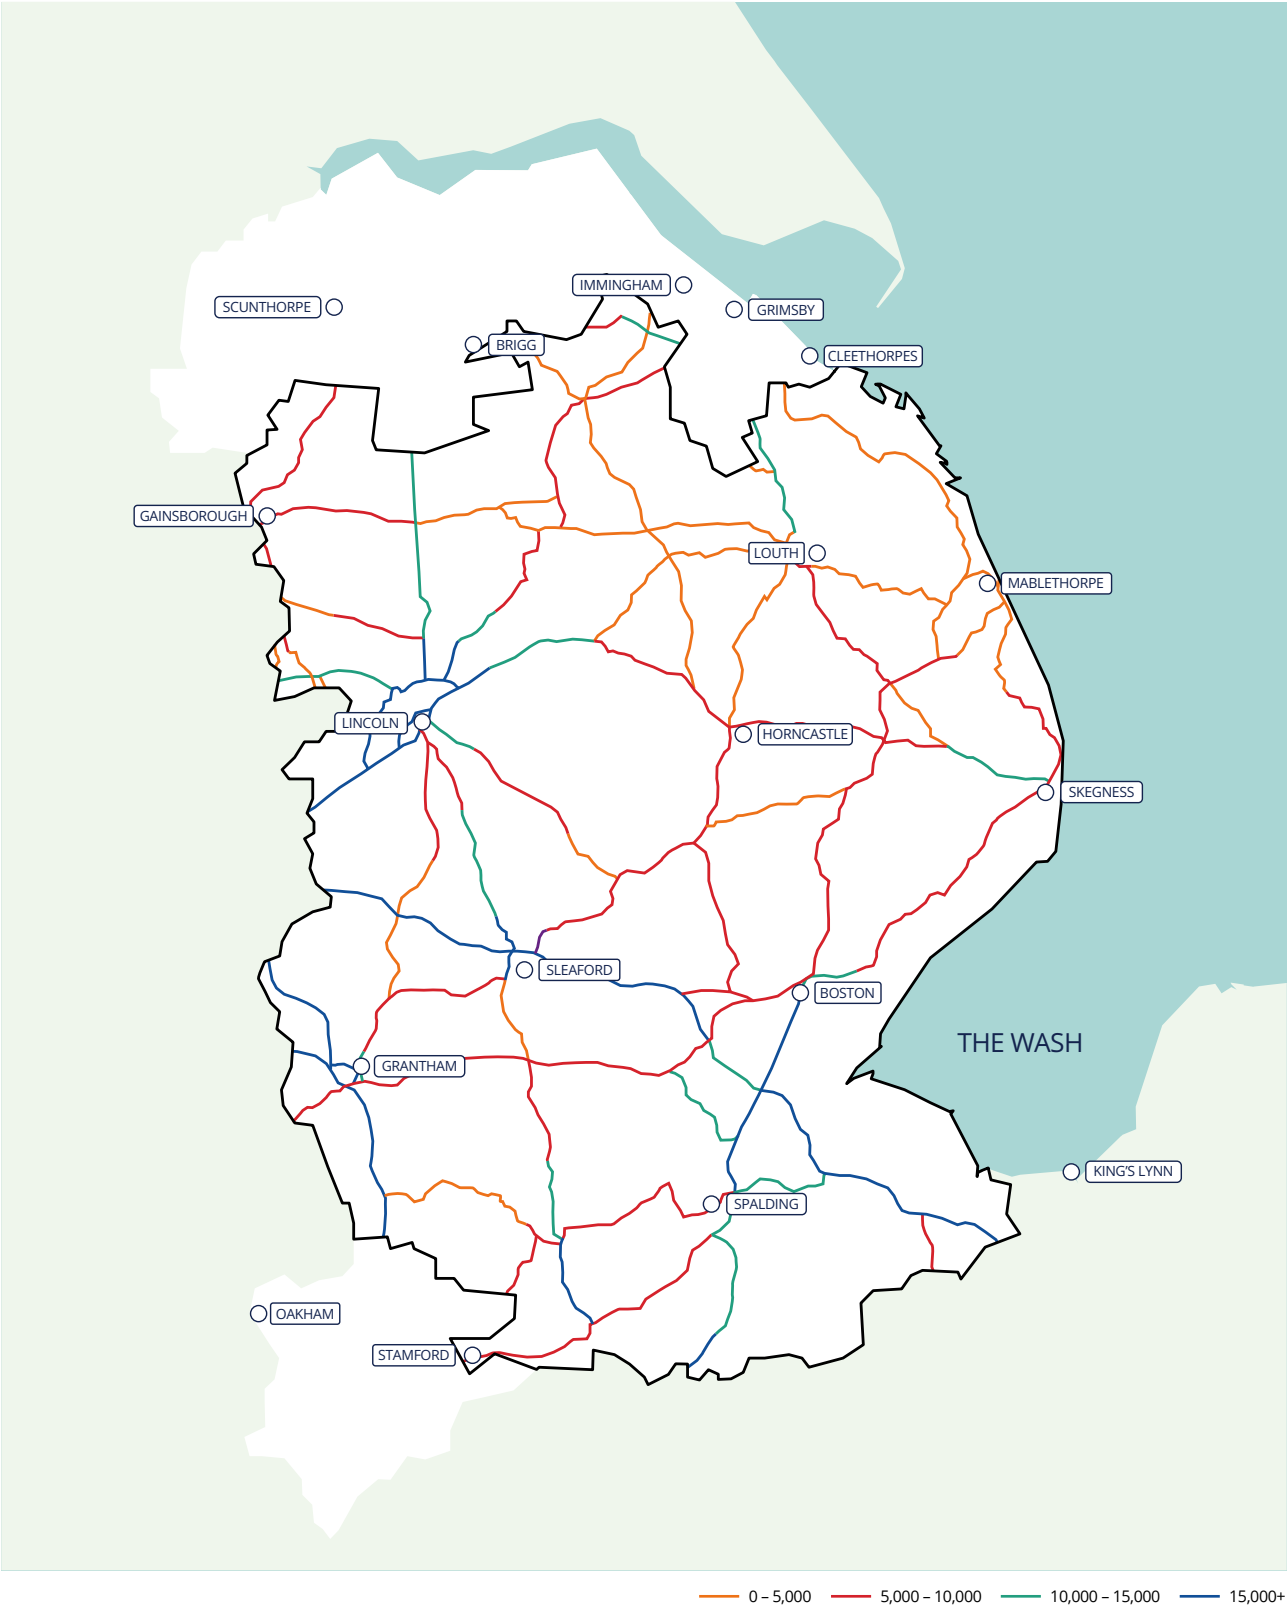 IMMINGHAM
SCUNTHORPE
GRIMSBY
BRIGG
CLEETHORPES
GAINSBOROUGH
LOUTH
MABLETHORPE
LINCOLN
HORNCASTLE
SKEGNESS
SLEAFORD
BOSTON
THE WASH
GRANTHAM
KING'S LYNN
SPALDING
OAKHAM
STAMFORD
0 – 5,000 5,000 – 10,000 10,000 – 15,000 15,000+